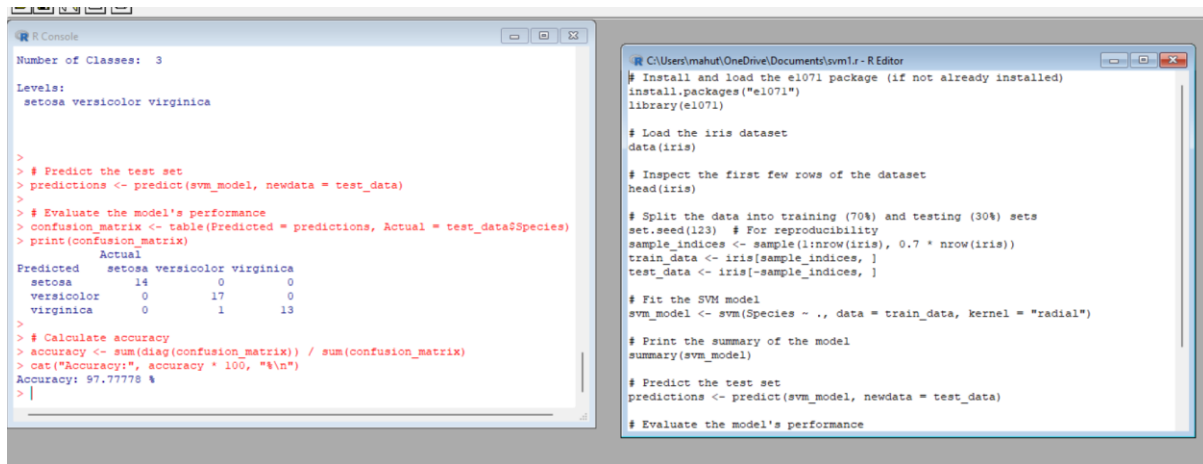 R Console
Number of Classes:  3
Levels:
 setosa versicolor virginica
>
> # Predict the test set
> predictions <- predict(svm_model, newdata = test_data)
>
> # Evaluate the model's performance
> confusion_matrix <- table(Predicted = predictions, Actual = test_data$Species)
> print(confusion_matrix)
            Actual
Predicted    setosa versicolor virginica
  setosa         14          0         0
  versicolor      0         17         0
  virginica       0          1        13
>
> # Calculate accuracy
> accuracy <- sum(diag(confusion_matrix)) / sum(confusion_matrix)
> cat("Accuracy:", accuracy * 100, "%\n")
Accuracy: 97.77778 %
>
C:\Users\mahut\OneDrive\Documents\svm1.r - R Editor
# Install and load the e1071 package (if not already installed)
install.packages("e1071")
library(e1071)
# Load the iris dataset
data(iris)
# Inspect the first few rows of the dataset
head(iris)
# Split the data into training (70%) and testing (30%) sets
set.seed(123)  # For reproducibility
sample_indices <- sample(1:nrow(iris), 0.7 * nrow(iris))
train_data <- iris[sample_indices, ]
test_data <- iris[-sample_indices, ]
# Fit the SVM model
svm_model <- svm(Species ~ ., data = train_data, kernel = "radial")
# Print the summary of the model
summary(svm_model)
# Predict the test set
predictions <- predict(svm_model, newdata = test_data)
# Evaluate the model's performance